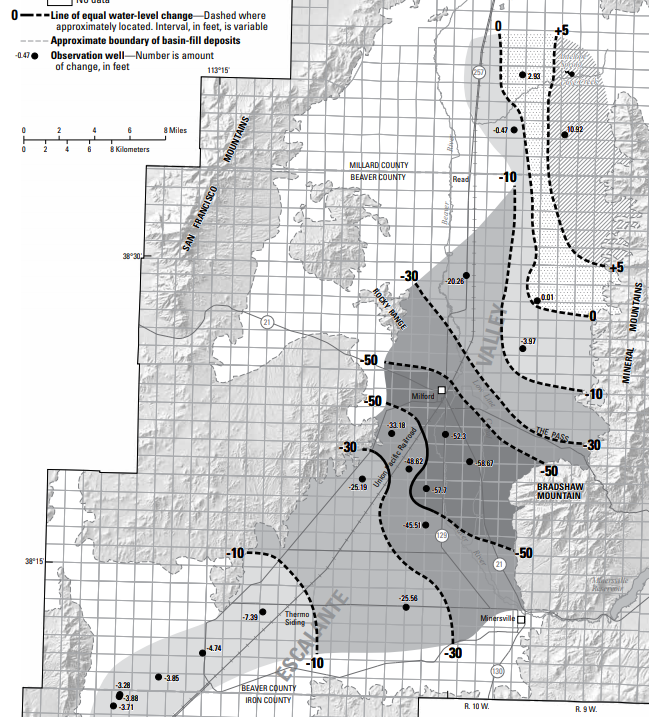 No data
0 Line of equal water-level change—Dashed where
approximately located. Interval, in feet, is variable
Approximate boundary of basin-fill deposits
-0.47 Observation well—Number is amount
of change, in feet
113°15'
0 2 4 6 8 Miles
0 2 4 6 8 Kilometers
0
+5
257
2.93
-0.47
10.92
MILLARD COUNTY
BEAVER COUNTY
Read
-10
SAN FRANCISCO
MOUNTAINS
River
Beaver
38°30'
+5
-30
-20.26
0.01
0
ROCKY RANGE
21
VALLEY
MINERAL MOUNTAINS
-3.97
-50
Milford
-10
-50
-33.18
-52.3
THE PASS
-30
-30
Union Pacific Railroad
-48.62
-58.67
-50
-25.19
-57.7
BRADSHAW
MOUNTAIN
-45.51
129
-10
-50
38°15'
River
21
Minersville
Reservoir
-25.56
-7.39
Thermo
Siding
Minersville
ESCALANTE
-4.74
-10
-30
130
-3.85
-3.28
-3.88
-3.71
BEAVER COUNTY
IRON COUNTY
R. 10 W.
R. 9 W.